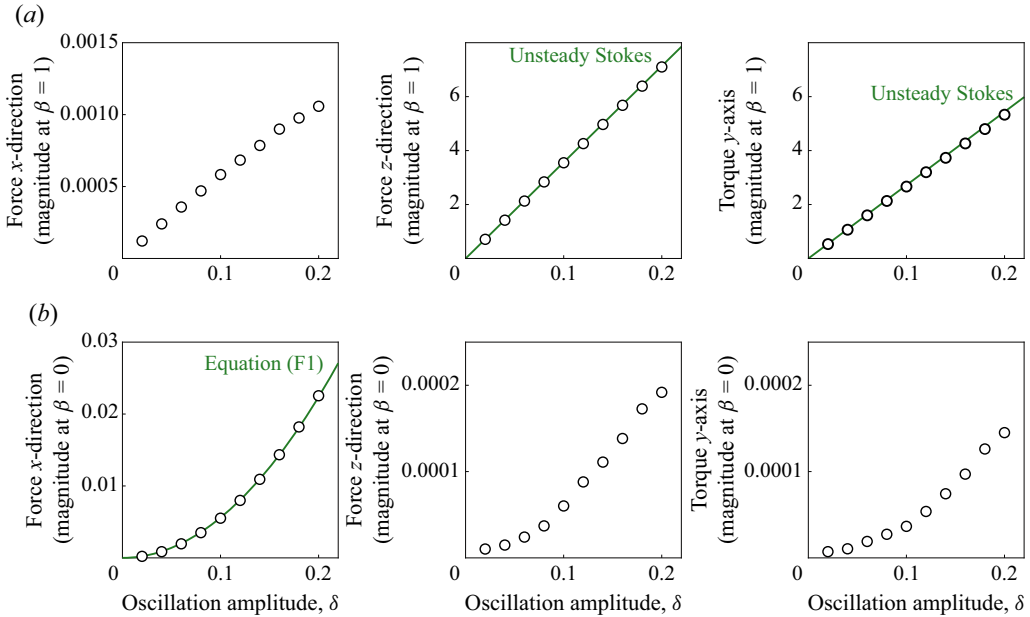 (a)
Force x-direction
(magnitude at β = 1)
0.0015
0.0010
0.0005
0
0.1
0.2
Force z-direction
(magnitude at β = 1)
Unsteady Stokes
6
4
2
0
0.1
0.2
Torque y-axis
(magnitude at β = 1)
Unsteady Stokes
6
4
2
0
0.1
0.2
(b)
Force x-direction
(magnitude at β = 0)
Equation (F1)
0.03
0.02
0.01
0
0.1
0.2
Oscillation amplitude, δ
Force z-direction
(magnitude at β = 0)
0.0002
0.0001
0
0.1
0.2
Oscillation amplitude, δ
Torque y-axis
(magnitude at β = 0)
0.0002
0.0001
0
0.1
0.2
Oscillation amplitude, δ